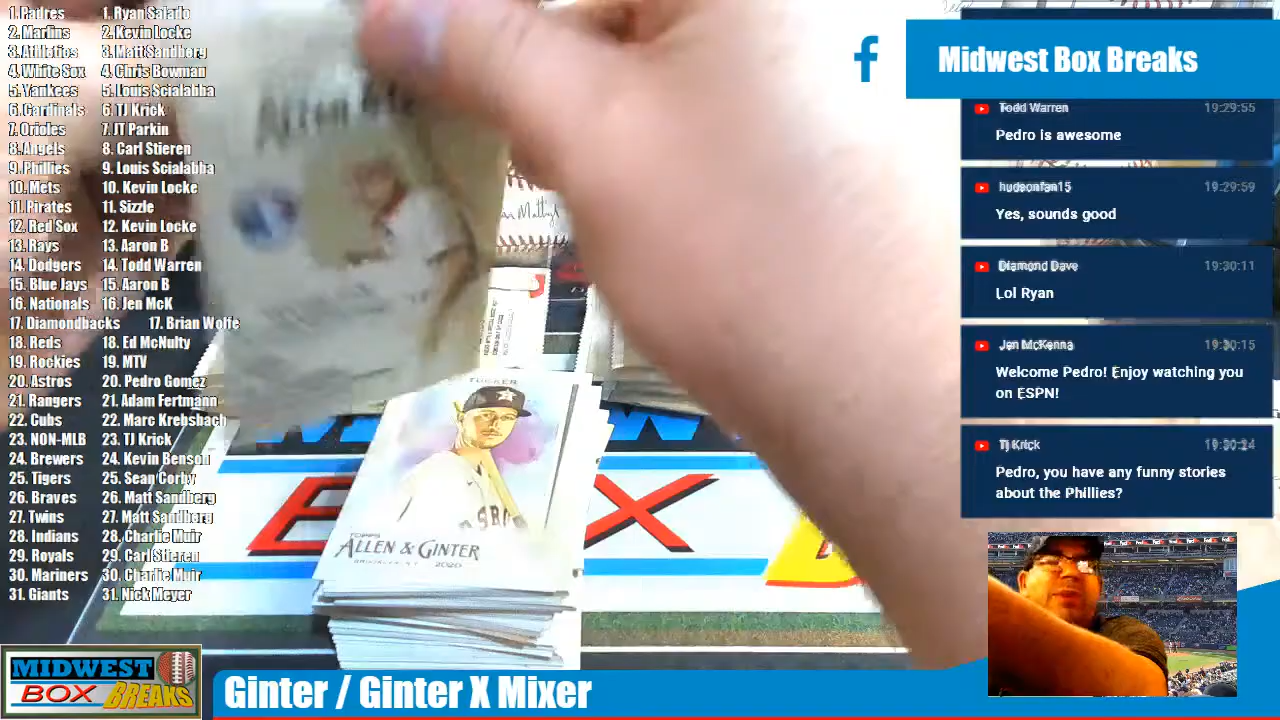 1. Padres 1. Ryan Salado
2. Marlins 2. Kevin Locke
3. Athletics 3. Matt Sandberg
4. White Sox 4. Chris Bowman
5. Yankees 5. Louis Scialabba
6. Cardinals 6. TJ Krick
7. Orioles 7. JT Parkin
8. Angels 8. Carl Stieren
9. Phillies 9. Louis Scialabba
10. Mets 10. Kevin Locke
11. Pirates 11. Sizzle
12. Red Sox 12. Kevin Locke
13. Rays 13. Aaron B
14. Dodgers 14. Todd Warren
15. Blue Jays 15. Aaron B
16. Nationals 16. Jen McK
17. Diamondbacks 17. Brian Wolfe
18. Reds 18. Ed McNulty
19. Rockies 19. MTV
20. Astros 20. Pedro Gomez
21. Rangers 21. Adam Fertmann
22. Cubs 22. Marc Krebsbach
23. NON-MLB 23. TJ Krick
24. Brewers 24. Kevin Benson
25. Tigers 25. Sean Corby
26. Braves 26. Matt Sandberg
27. Twins 27. Matt Sandberg
28. Indians 28. Charlie Muir
29. Royals 29. Carl Stieren
30. Mariners 30. Charlie Muir
31. Giants 31. Nick Meyer
MIDWEST
BOX BREAKS
Ginter / Ginter X Mixer
TUCKER
TOPPS
ALLEN & GINTER
BROOKLYN, N.Y. 2020
B X
Midwest Box Breaks
Todd Warren 19:29:55
Pedro is awesome
hudsonfan15 19:29:59
Yes, sounds good
Diamond Dave 19:30:11
Lol Ryan
Jen McKenna 19:30:15
Welcome Pedro! Enjoy watching you
on ESPN!
Tj Krick 19:30:24
Pedro, you have any funny stories
about the Phillies?